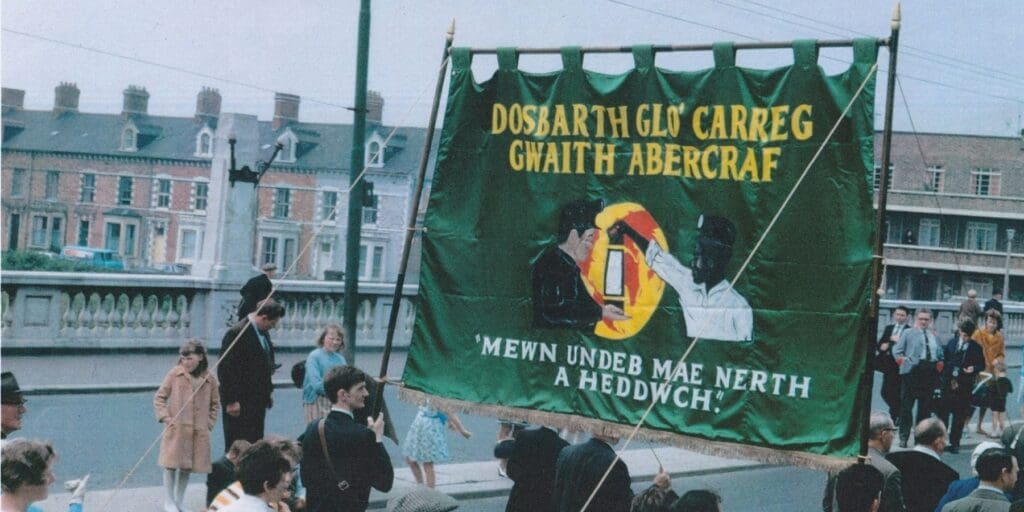 DOSBARTH GLO' CARREG
GWAITH ABERCRAF
"MEWN UNDEB MAE NERTH
A HEDDWCH".